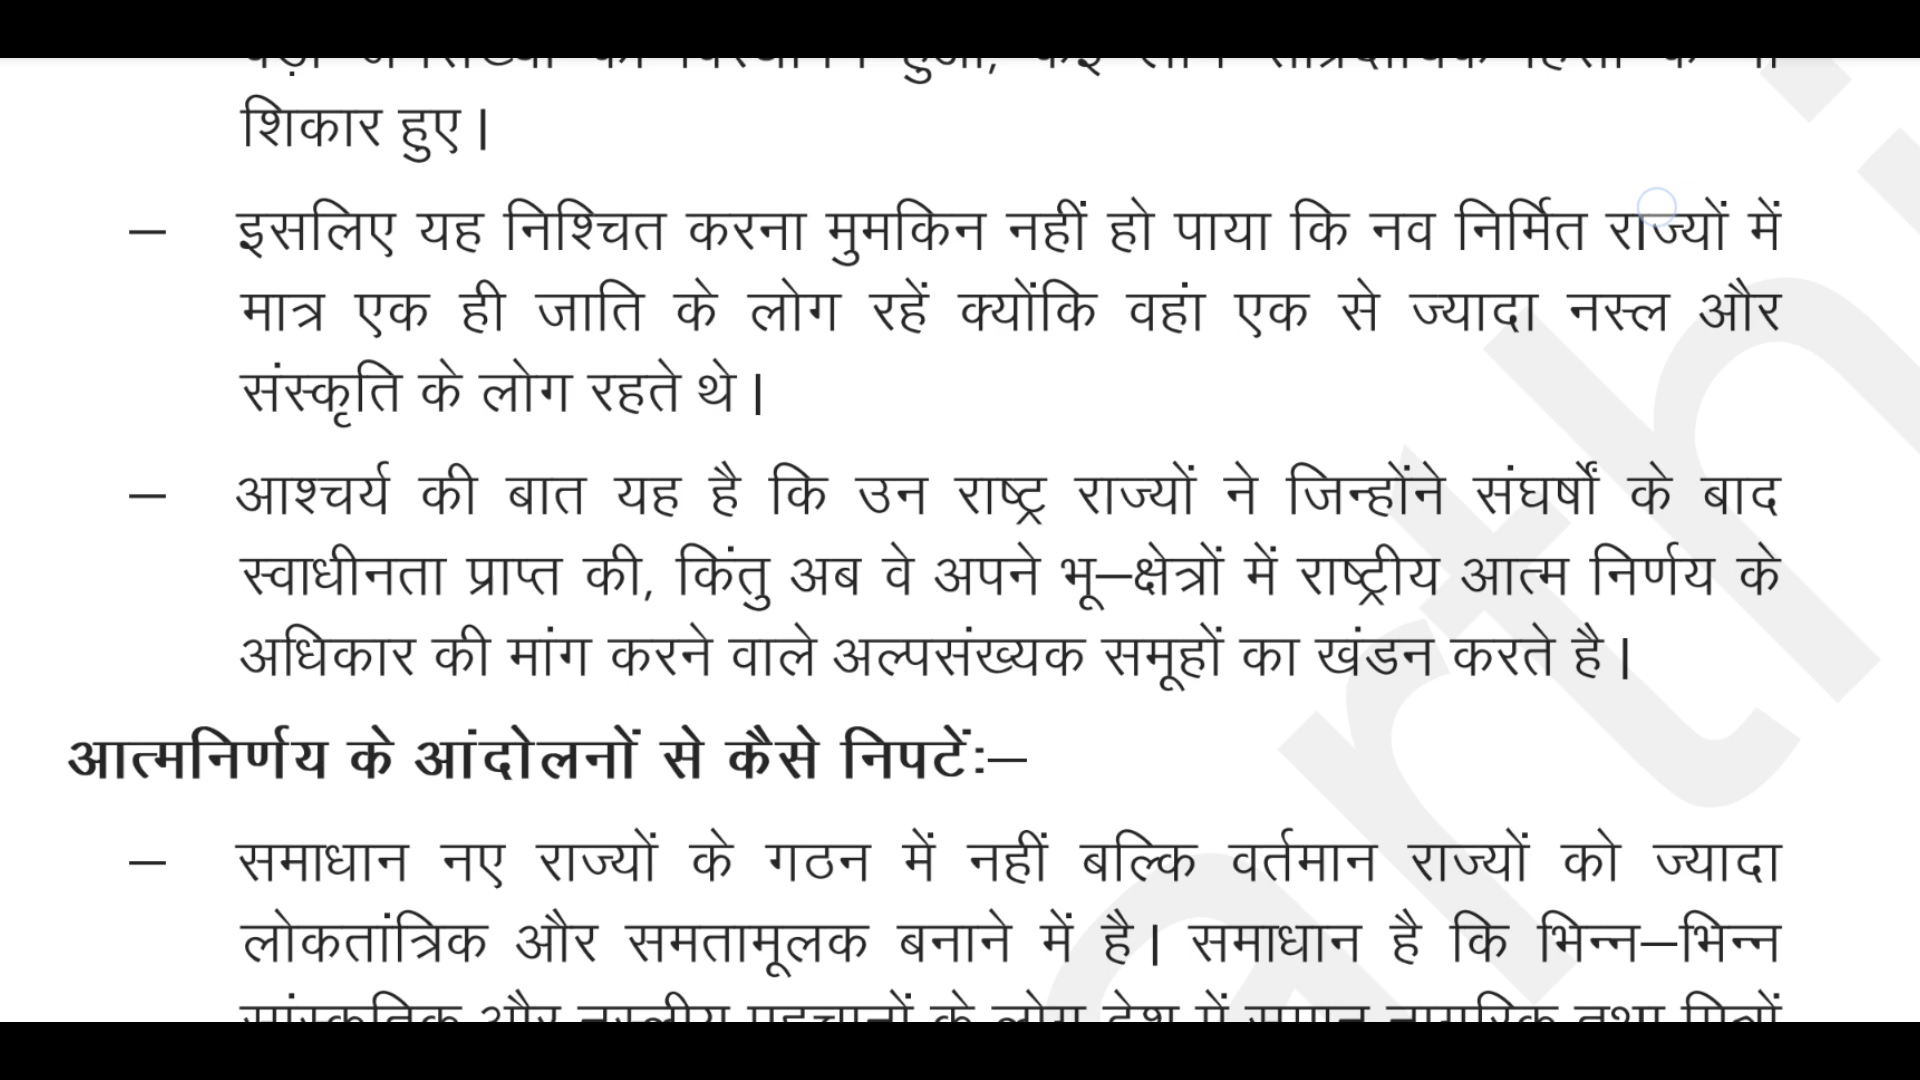 शिकार हुए।
– इसलिए यह निश्चित करना मुमकिन नहीं हो पाया कि नव निर्मित राज्यों में
मात्र एक ही जाति के लोग रहें क्योंकि वहां एक से ज्यादा नस्ल और
संस्कृति के लोग रहते थे।
– आश्चर्य की बात यह है कि उन राष्ट्र राज्यों ने जिन्होंने संघर्षों के बाद
स्वाधीनता प्राप्त की, किंतु अब वे अपने भू–क्षेत्रों में राष्ट्रीय आत्म निर्णय के
अधिकार की मांग करने वाले अल्पसंख्यक समूहों का खंडन करते है।
आत्मनिर्णय के आंदोलनों से कैसे निपटें:–
– समाधान नए राज्यों के गठन में नहीं बल्कि वर्तमान राज्यों को ज्यादा
लोकतांत्रिक और समतामूलक बनाने में है। समाधान है कि भिन्न–भिन्न